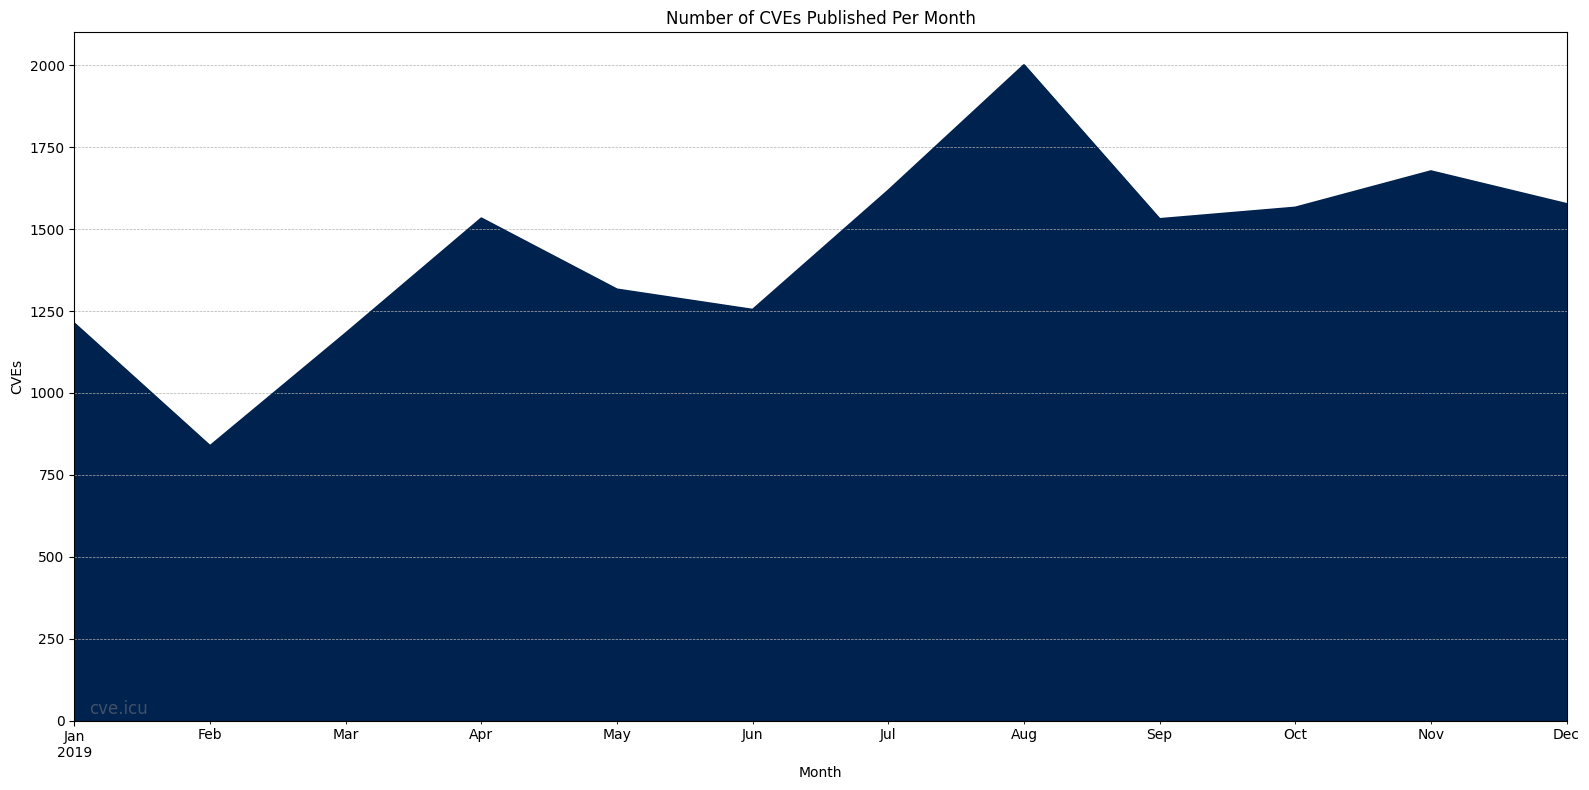 Number of CVEs Published Per Month
2000
1750
1500
1250
1000
750
500
250
0
CVEs
cve.icu
Jan Feb Mar Apr May Jun Jul Aug Sep Oct Nov Dec
2019
Month